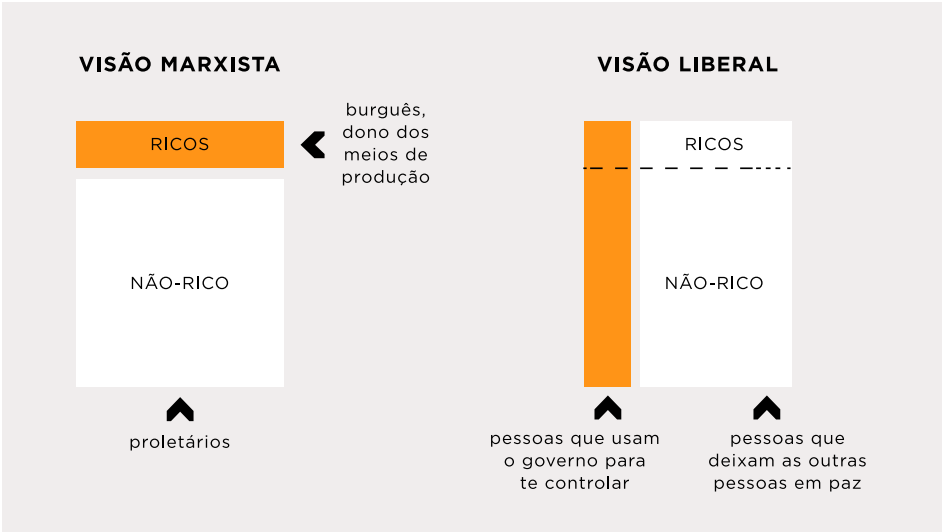 VISÃO MARXISTA
RICOS
burguês,
dono dos
meios de
produção
NÃO-RICO
proletários
VISÃO LIBERAL
RICOS
NÃO-RICO
pessoas que usam
o governo para
te controlar
pessoas que
deixam as outras
pessoas em paz